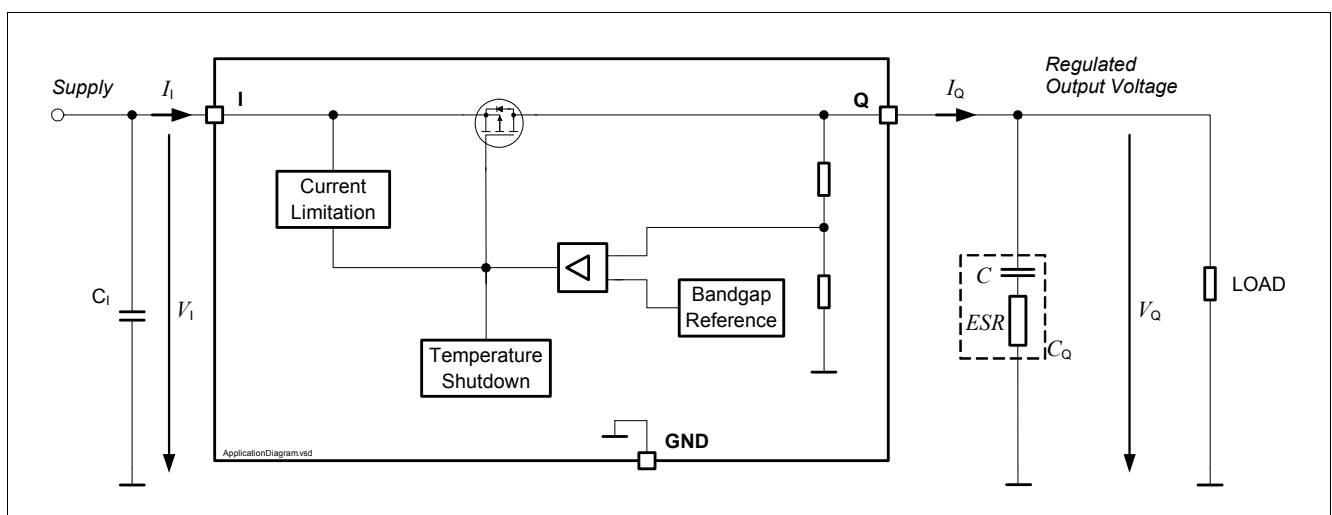 Supply
I_I
I
Q
I_Q
Regulated
Output Voltage
Current
Limitation
C_I
V_I
Bandgap
Reference
Temperature
Shutdown
C
ESR
C_Q
V_Q
LOAD
GND
ApplicationDiagram.vsd